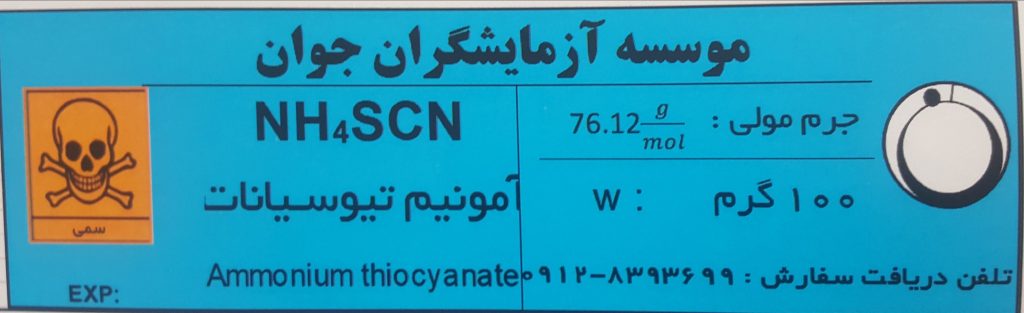 موسسه آزمایشگران جوان
جرم مولی : 76.12 g/mol
NH₄SCN
۱۰۰ گرم : W
آمونیم تیوسیانات
سمی
تلفن دریافت سفارش : ۰۹۱۲-۸۳۹۳۶۹۹
Ammonium thiocyanate
EXP: